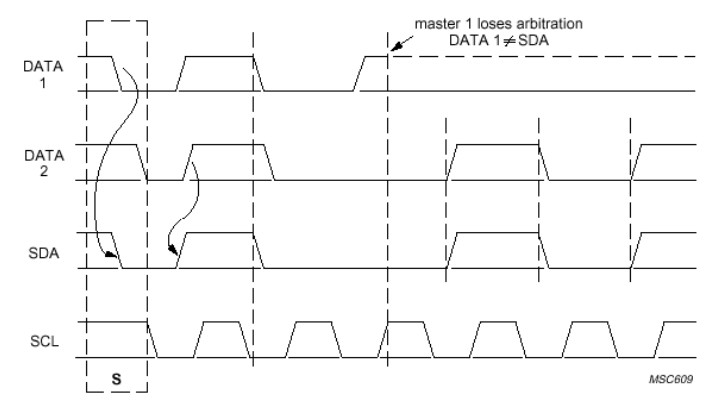 master 1 loses arbitration
DATA 1≠SDA
DATA
1
DATA
2
SDA
SCL
S
MSC609